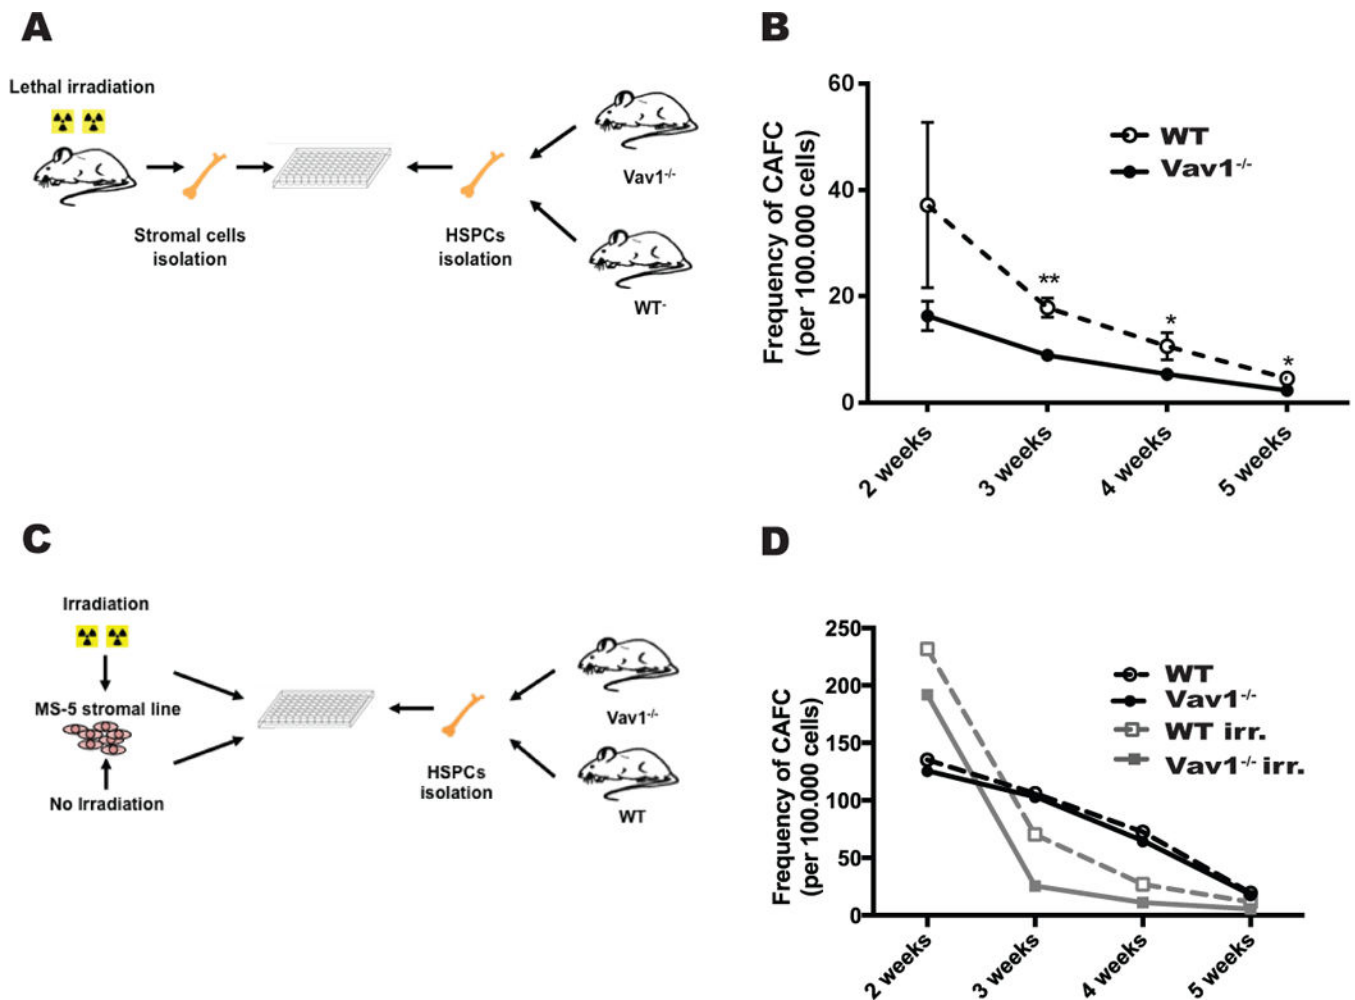 A
Lethal irradiation
Stromal cells
isolation
HSPCs
isolation
Vav1-/-
WT-
B
Frequency of CAFC
(per 100.000 cells)
60
40
20
0
WT
Vav1-/-
**
*
*
2 weeks
3 weeks
4 weeks
5 weeks
C
Irradiation
MS-5 stromal line
No Irradiation
HSPCs
isolation
Vav1-/-
WT
D
Frequency of CAFC
(per 100.000 cells)
250
200
150
100
50
0
WT
Vav1-/-
WT irr.
Vav1-/- irr.
2 weeks
3 weeks
4 weeks
5 weeks